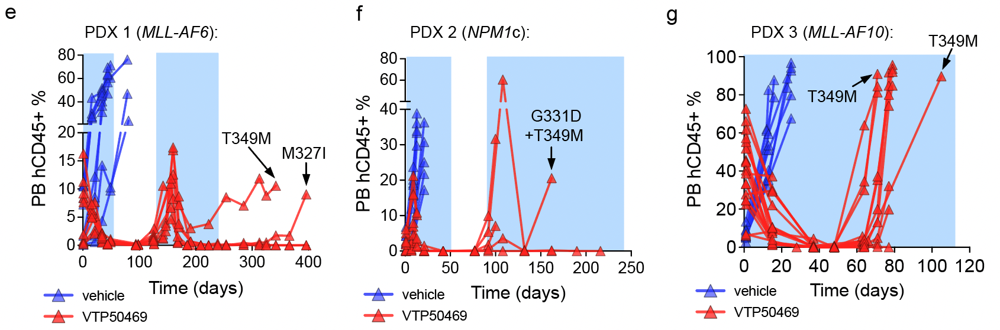 e
PDX 1 (MLL-AF6):
PB hCD45+ %
80
60
40
20
15
10
5
0
T349M
M327I
0
100
200
300
400
Time (days)
vehicle
VTP50469
f
PDX 2 (NPM1c):
PB hCD45+ %
80
60
40
30
20
10
0
G331D
+T349M
0
50
100
150
200
250
Time (days)
vehicle
VTP50469
g
PDX 3 (MLL-AF10):
PB hCD45+ %
100
80
60
40
20
0
T349M
T349M
0
20
40
60
80
100
120
Time (days)
vehicle
VTP50469